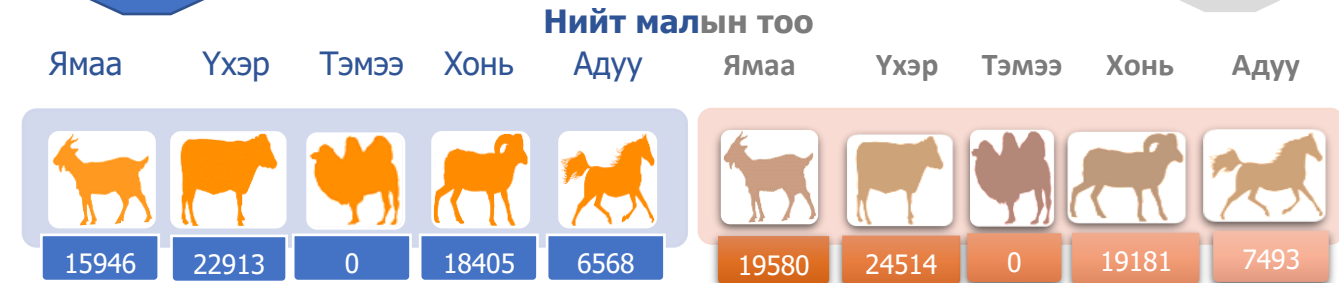 Нийт малын тоо
Ямаа Үхэр Тэмээ Хонь Адуу Ямаа Үхэр Тэмээ Хонь Адуу
15946 22913 0 18405 6568 19580 24514 0 19181 7493